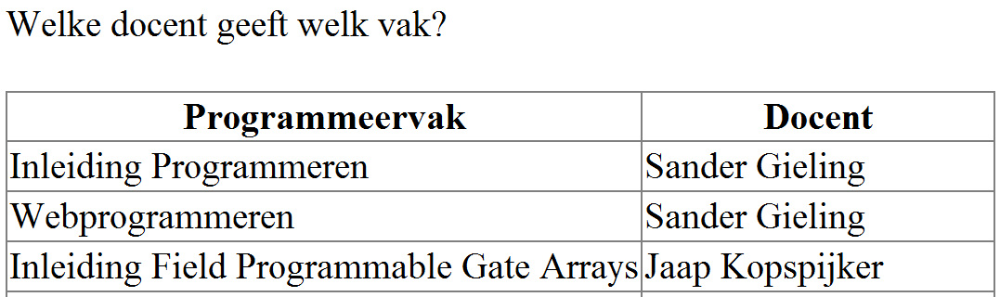 Welke docent geeft welk vak?
Programmeervak Docent
Inleiding Programmeren Sander Gieling
Webprogrammeren Sander Gieling
Inleiding Field Programmable Gate Arrays Jaap Kopspijker